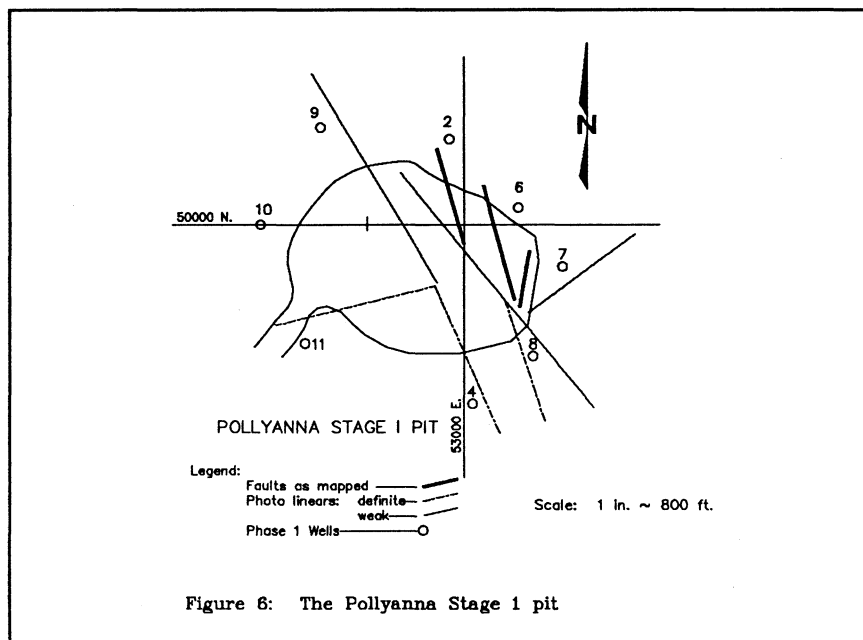 9
2
N
6
50000 N.
10
7
11
8
4
53000 E.
POLLYANNA STAGE I PIT
Legend:
Faults as mapped
Photo linears: definite
weak
Phase 1 Wells
Scale: 1 in. ~ 800 ft.
Figure 6: The Pollyanna Stage 1 pit